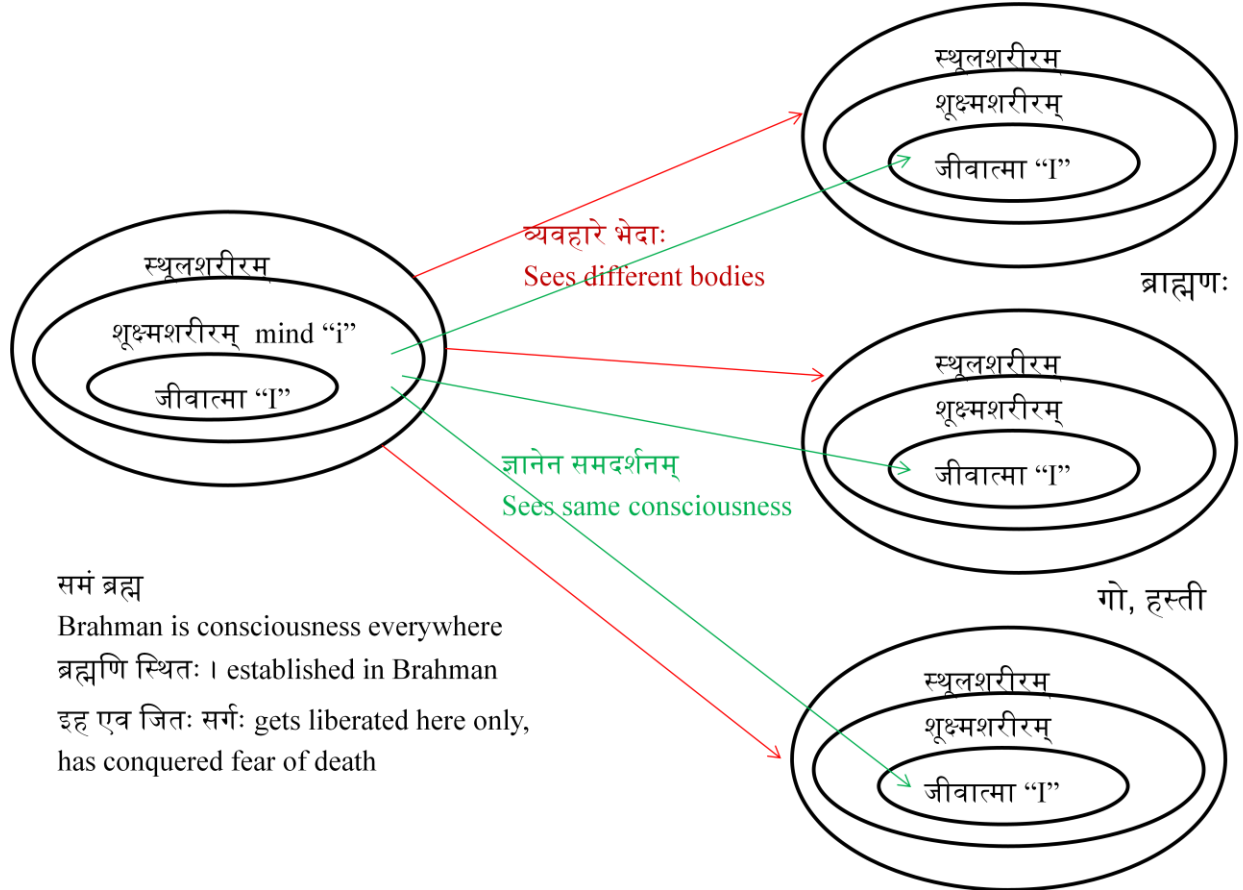 स्थूलशरीरम्
शूक्ष्मशरीरम्
जीवात्मा “I”
ब्राह्मणः
स्थूलशरीरम्
शूक्ष्मशरीरम् mind “i”
जीवात्मा “I”
व्यवहारे भेदाः
Sees different bodies
ज्ञानेन समदर्शनम्
Sees same consciousness
स्थूलशरीरम्
शूक्ष्मशरीरम्
जीवात्मा “I”
गो, हस्ती
स्थूलशरीरम्
शूक्ष्मशरीरम्
जीवात्मा “I”
समं ब्रह्म
Brahman is consciousness everywhere
ब्रह्मणि स्थितः । established in Brahman
इह एव जितः सर्गः gets liberated here only,
has conquered fear of death